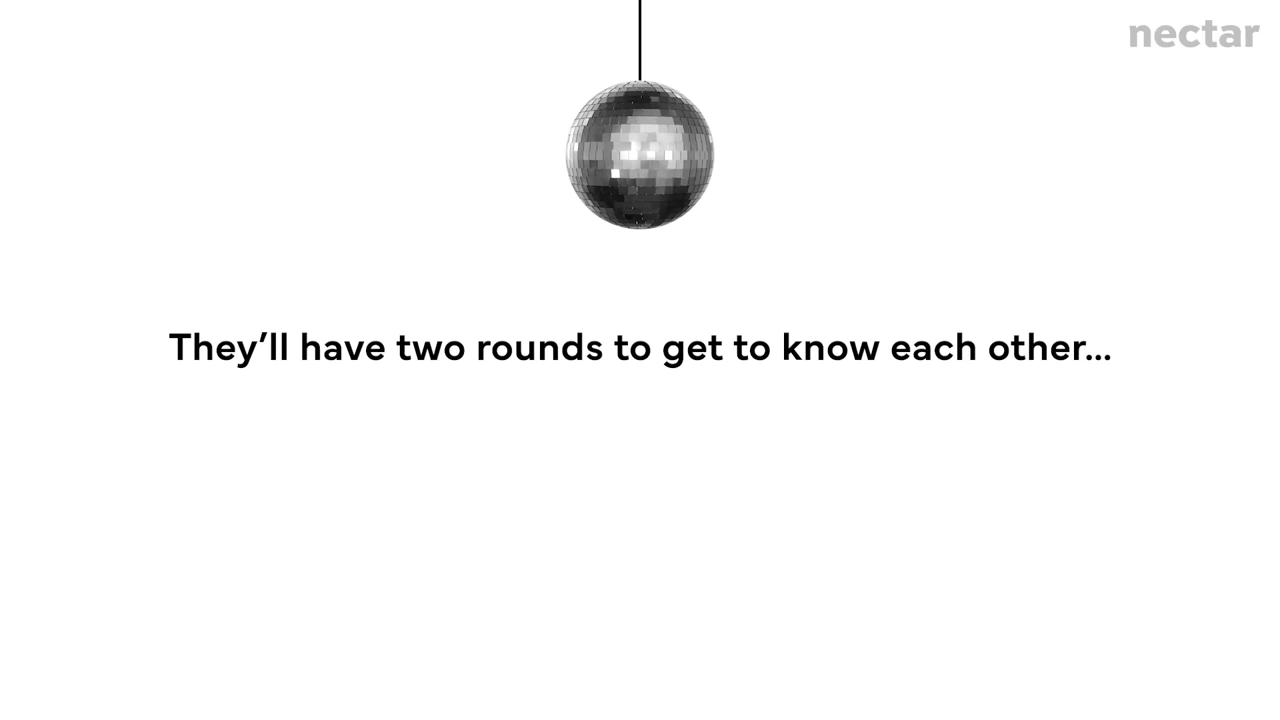 nectar
They’ll have two rounds to get to know each other...